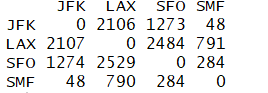 JFK LAX SFO SMF
JFK 0 2106 1273 48
LAX 2107 0 2484 791
SFO 1274 2529 0 284
SMF 48 790 284 0